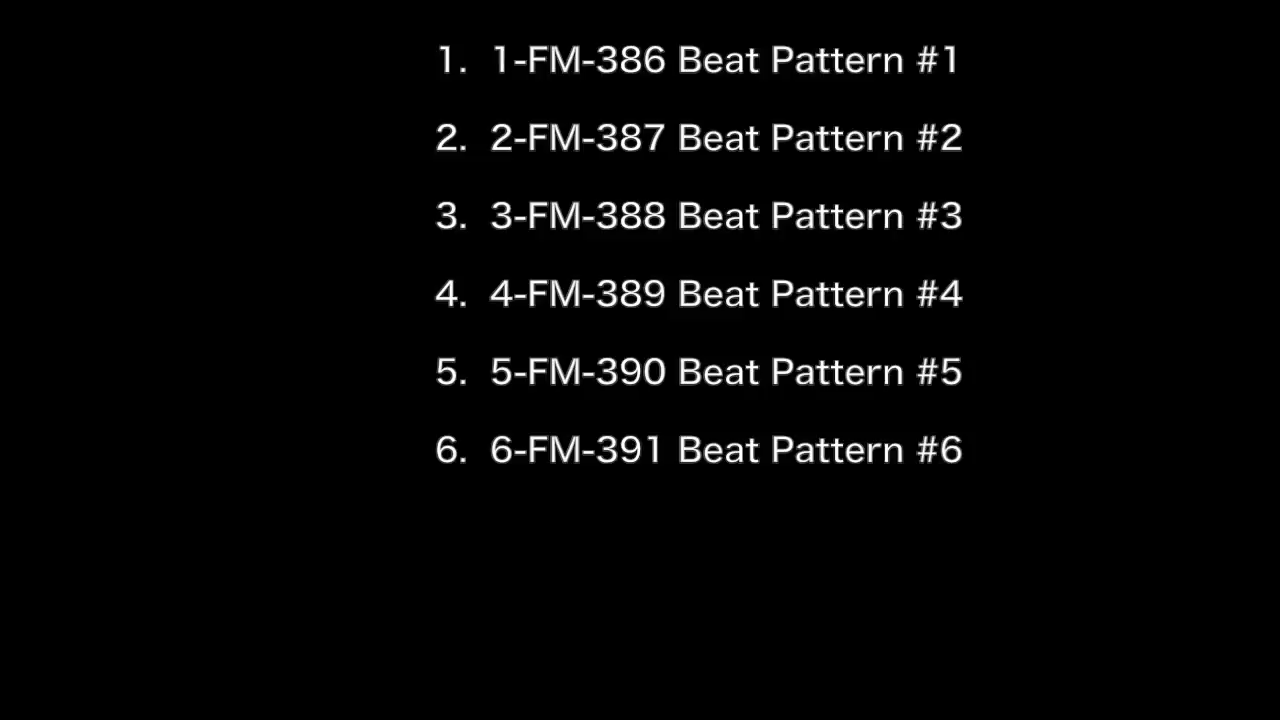 1. 1-FM-386 Beat Pattern #1
2. 2-FM-387 Beat Pattern #2
3. 3-FM-388 Beat Pattern #3
4. 4-FM-389 Beat Pattern #4
5. 5-FM-390 Beat Pattern #5
6. 6-FM-391 Beat Pattern #6